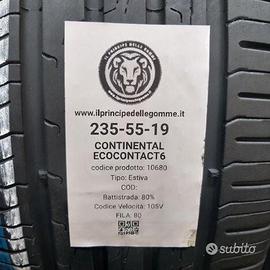 IL PRINCIPE DELLE GOMME
www.ilprincipedellegomme.it
235-55-19
CONTINENTAL
ECOCONTACT6
codice prodotto: 10680
Tipo: Estiva
COD:
Battistrada: 80%
Codice Velocità: 105V
FILA: 80
subito